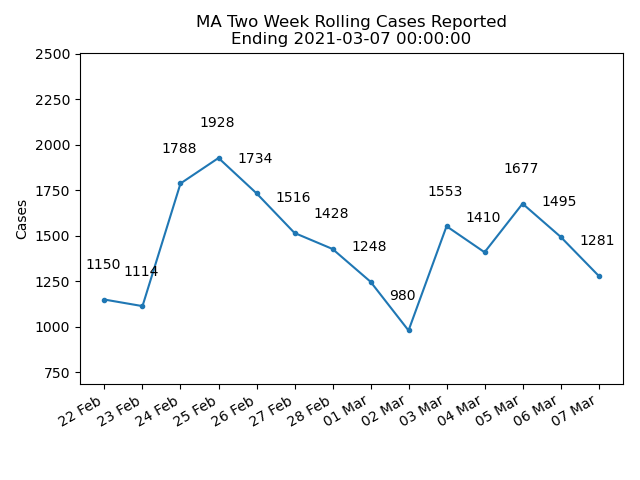 MA Two Week Rolling Cases Reported
Ending 2021-03-07 00:00:00
2500
2250
2000
1750
1500
1250
1000
750
Cases
1150
1114
1788
1928
1734
1516
1428
1248
980
1553
1410
1677
1495
1281
22 Feb
23 Feb
24 Feb
25 Feb
26 Feb
27 Feb
28 Feb
01 Mar
02 Mar
03 Mar
04 Mar
05 Mar
06 Mar
07 Mar